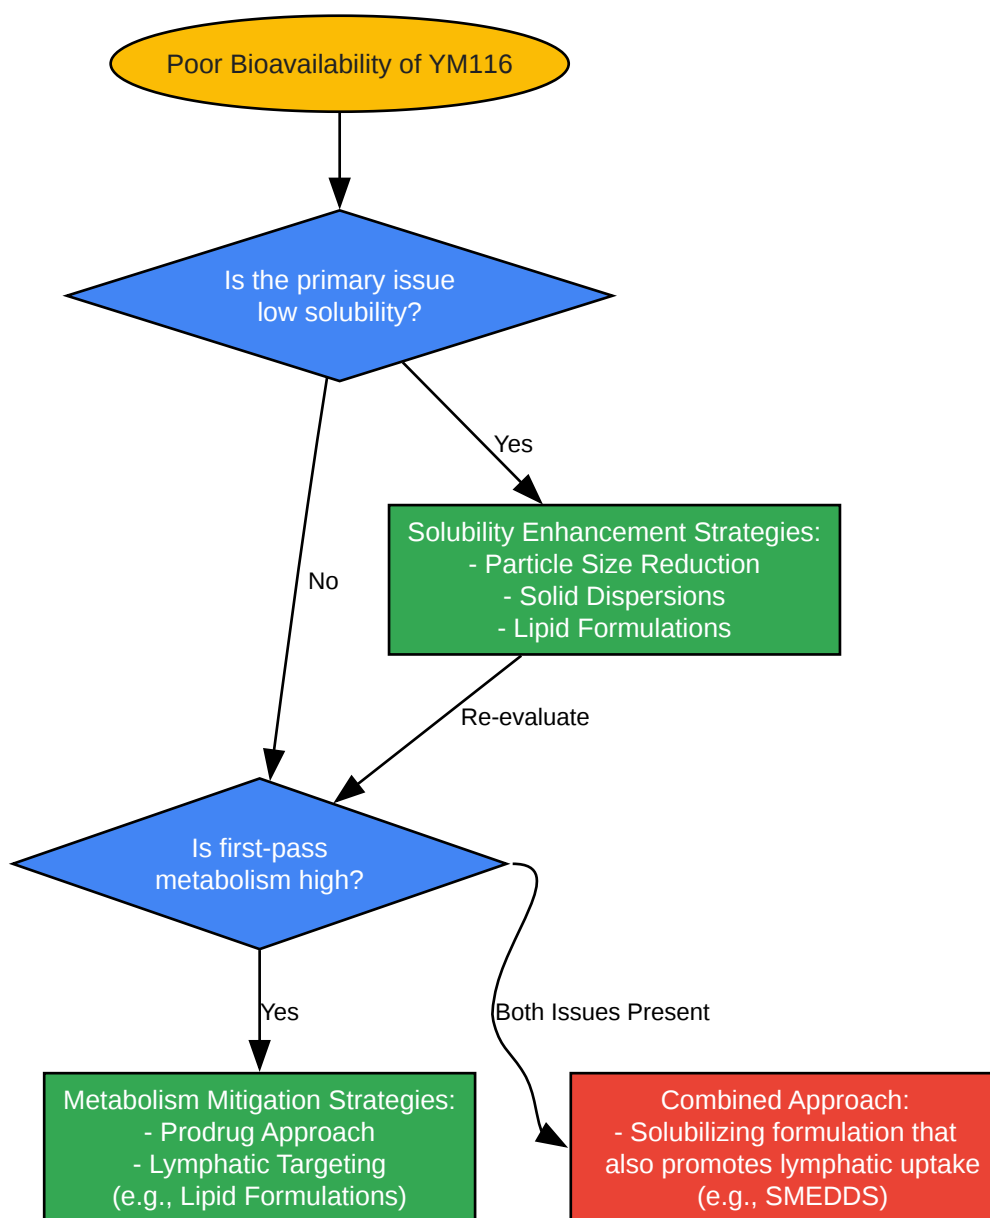 Poor Bioavailability of YM116
Is the primary issue
low solubility?
Yes
Solubility Enhancement Strategies:
- Particle Size Reduction
- Solid Dispersions
- Lipid Formulations
No
Re-evaluate
Is first-pass
metabolism high?
Yes
Both Issues Present
Metabolism Mitigation Strategies:
- Prodrug Approach
- Lymphatic Targeting
(e.g., Lipid Formulations)
Combined Approach:
- Solubilizing formulation that
also promotes lymphatic uptake
(e.g., SMEDDS)